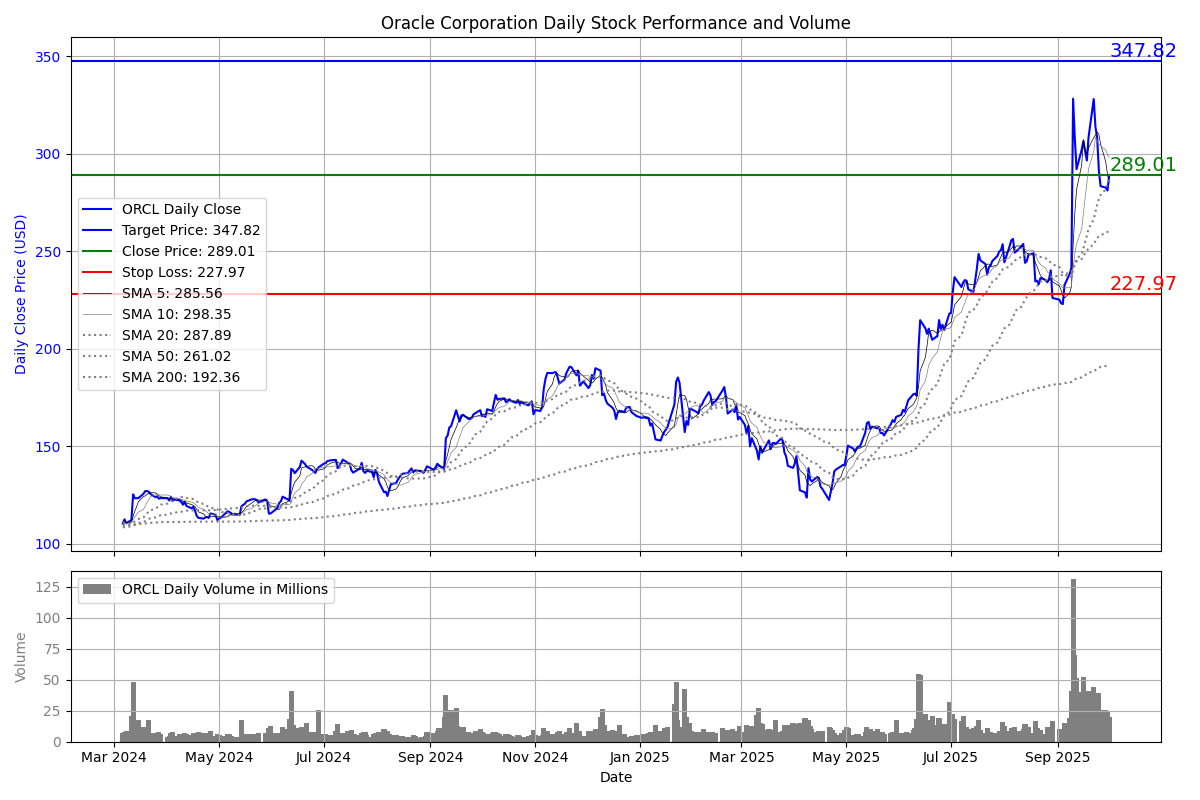 Oracle Corporation Daily Stock Performance and Volume
347.82
289.01
227.97
Daily Close Price (USD)
350
300
250
200
150
100
ORCL Daily Close
Target Price: 347.82
Close Price: 289.01
Stop Loss: 227.97
SMA 5: 285.56
SMA 10: 298.35
SMA 20: 287.89
SMA 50: 261.02
SMA 200: 192.36
Volume
125
100
75
50
25
0
ORCL Daily Volume in Millions
Mar 2024 May 2024 Jul 2024 Sep 2024 Nov 2024 Jan 2025 Mar 2025 May 2025 Jul 2025 Sep 2025
Date